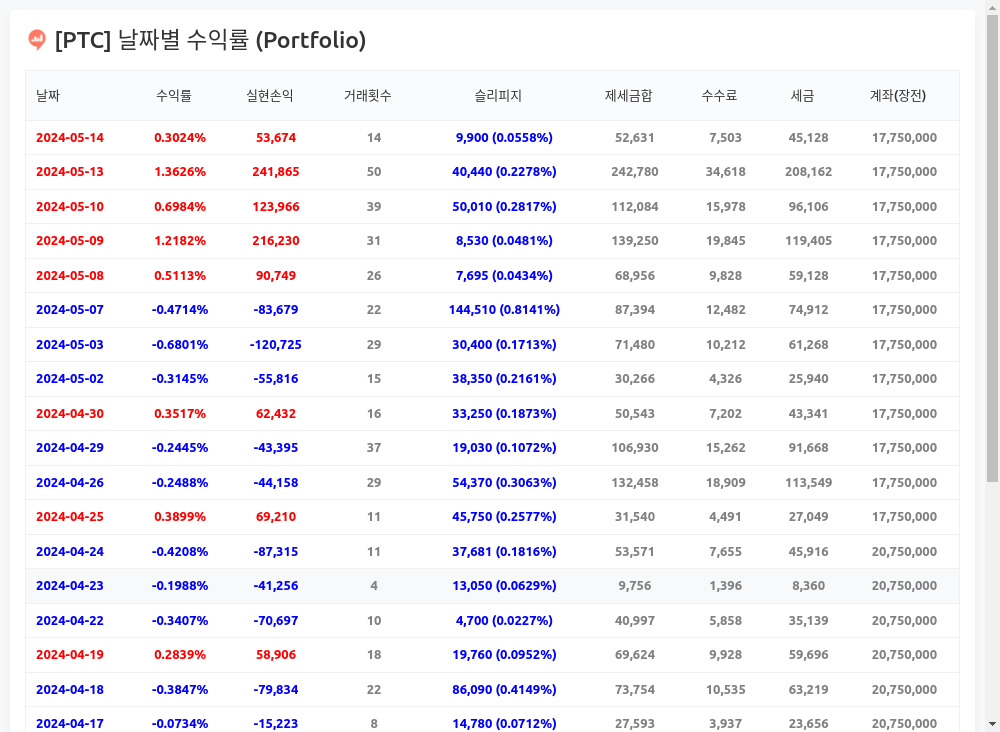 [PTC] 날짜별 수익률 (Portfolio)
날짜 수익률 실현손익 거래횟수 슬리피지 제세금합 수수료 세금 계좌(장전)
2024-05-14 0.3024% 53,674 14 9,900 (0.0558%) 52,631 7,503 45,128 17,750,000
2024-05-13 1.3626% 241,865 50 40,440 (0.2278%) 242,780 34,618 208,162 17,750,000
2024-05-10 0.6984% 123,966 39 50,010 (0.2817%) 112,084 15,978 96,106 17,750,000
2024-05-09 1.2182% 216,230 31 8,530 (0.0481%) 139,250 19,845 119,405 17,750,000
2024-05-08 0.5113% 90,749 26 7,695 (0.0434%) 68,956 9,828 59,128 17,750,000
2024-05-07 -0.4714% -83,679 22 144,510 (0.8141%) 87,394 12,482 74,912 17,750,000
2024-05-03 -0.6801% -120,725 29 30,400 (0.1713%) 71,480 10,212 61,268 17,750,000
2024-05-02 -0.3145% -55,816 15 38,350 (0.2161%) 30,266 4,326 25,940 17,750,000
2024-04-30 0.3517% 62,432 16 33,250 (0.1873%) 50,543 7,202 43,341 17,750,000
2024-04-29 -0.2445% -43,395 37 19,030 (0.1072%) 106,930 15,262 91,668 17,750,000
2024-04-26 -0.2488% -44,158 29 54,370 (0.3063%) 132,458 18,909 113,549 17,750,000
2024-04-25 0.3899% 69,210 11 45,750 (0.2577%) 31,540 4,491 27,049 17,750,000
2024-04-24 -0.4208% -87,315 11 37,681 (0.1816%) 53,571 7,655 45,916 20,750,000
2024-04-23 -0.1988% -41,256 4 13,050 (0.0629%) 9,756 1,396 8,360 20,750,000
2024-04-22 -0.3407% -70,697 10 4,700 (0.0227%) 40,997 5,858 35,139 20,750,000
2024-04-19 0.2839% 58,906 18 19,760 (0.0952%) 69,624 9,928 59,696 20,750,000
2024-04-18 -0.3847% -79,834 22 86,090 (0.4149%) 73,754 10,535 63,219 20,750,000
2024-04-17 -0.0734% -15,223 8 14,780 (0.0712%) 27,593 3,937 23,656 20,750,000